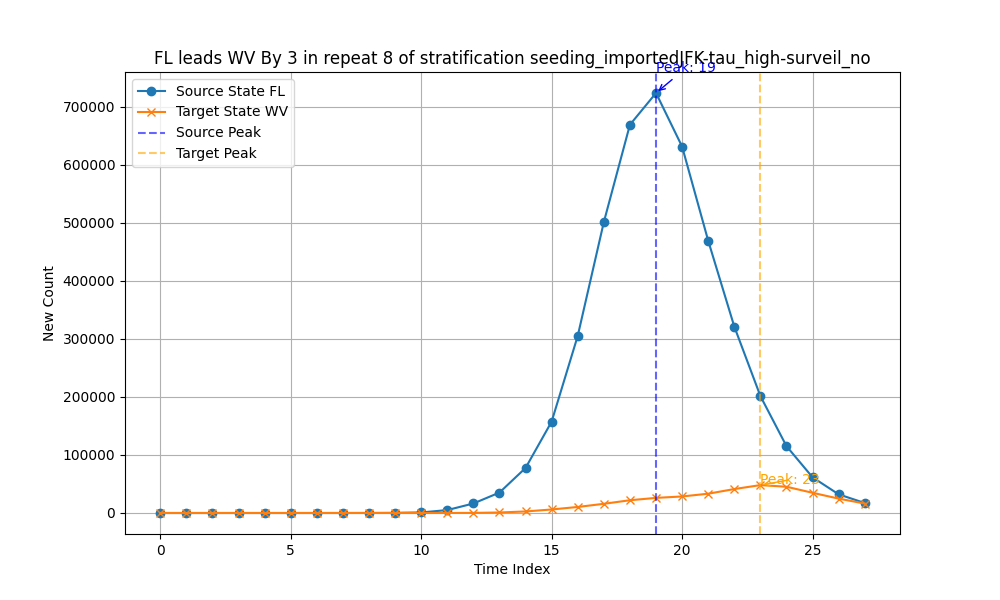 FL leads WV By 3 in repeat 8 of stratification seeding_importedJFK-tau_high-surveil_no
Peak: 19
Source State FL
Target State WV
Source Peak
Target Peak
Peak: 23
New Count
700000
600000
500000
400000
300000
200000
100000
0
0
5
10
15
20
25
Time Index